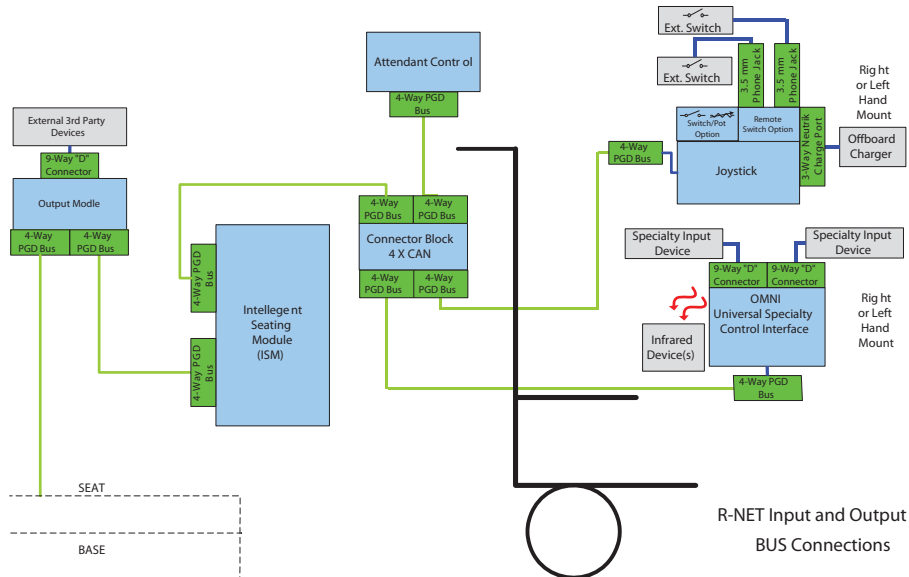 Ext. Switch
Ext. Switch
3.5 mm
Phone Jack
3.5 mm
Phone Jack
Right
or Left
Hand
Mount
Attendant Contr ol
4-Way PGD
Bus
External 3rd Party
Devices
9-Way "D"
Connector
Output Modle
4-Way
PGD Bus
4-Way
PGD Bus
Switch/Pot
Option
Remote
Switch Option
Joystick
3-Way Neutrik
Charge Port
Offboard
Charger
4-Way
PGD Bus
4-Way
PGD Bus
4-Way
PGD Bus
Connector Block
4 X CAN
4-Way
PGD Bus
4-Way
PGD Bus
4-Way PGD
Bus
4-Way PGD
Bus
Intellegent
Seating
Module
(ISM)
Specialty Input
Device
Specialty Input
Device
9-Way "D"
Connector
9-Way "D"
Connector
OMNI
Universal Specialty
Control Interface
Right
or Left
Hand
Mount
Infrared
Device(s)
4-Way PGD
Bus
SEAT
BASE
R-NET Input and Output
BUS Connections